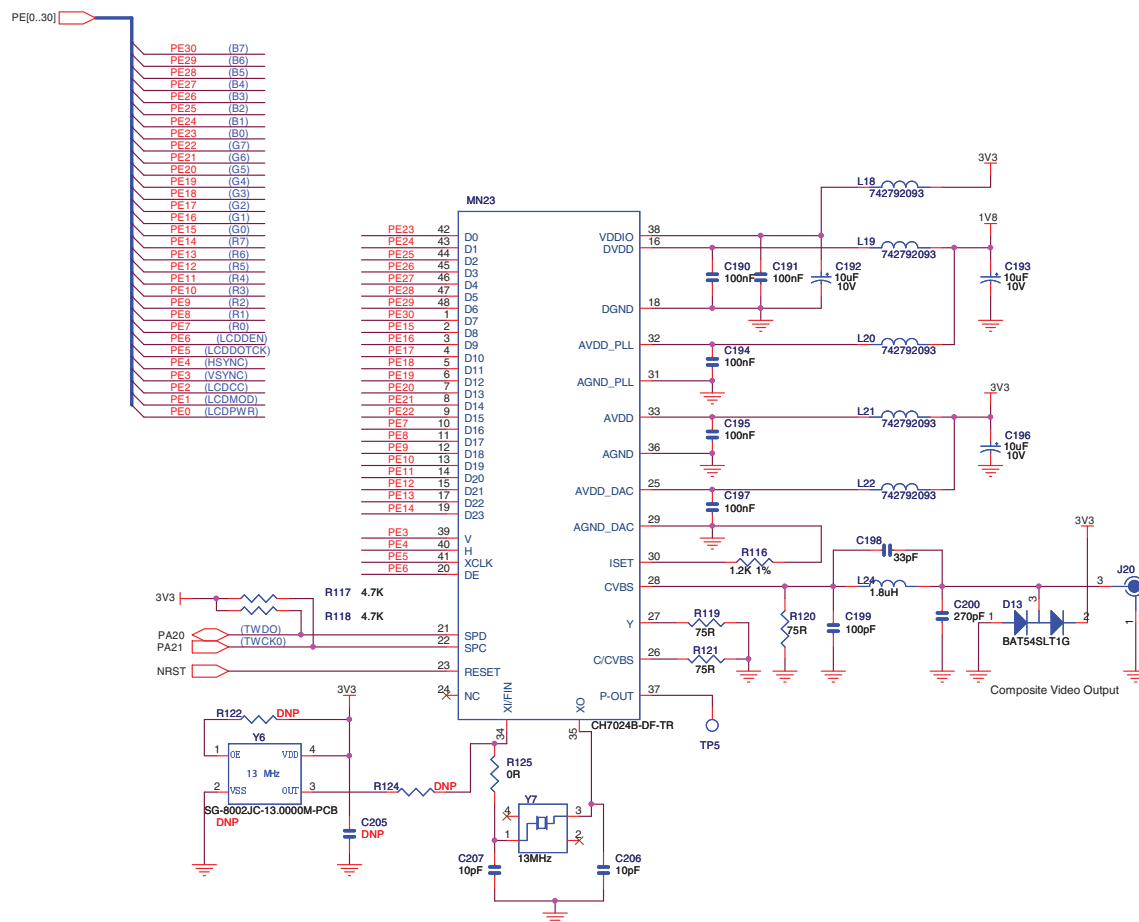 PE[0..30]
PE30 (B7)
PE29 (B6)
PE28 (B5)
PE27 (B4)
PE26 (B3)
PE25 (B2)
PE24 (B1)
PE23 (B0)
PE22 (G7)
PE21 (G6)
PE20 (G5)
PE19 (G4)
PE18 (G3)
PE17 (G2)
PE16 (G1)
PE15 (G0)
PE14 (R7)
PE13 (R6)
PE12 (R5)
PE11 (R4)
PE10 (R3)
PE9 (R2)
PE8 (R1)
PE7 (R0)
PE6 (LCDDEN)
PE5 (LCDDOTCK)
PE4 (HSYNC)
PE3 (VSYNC)
PE2 (LCDCC)
PE1 (LCDMOD)
PE0 (LCDPWR)
MN23
PE23 42 D0
PE24 43 D1
PE25 44 D2
PE26 45 D3
PE27 46 D4
PE28 47 D5
PE29 48 D6
PE30 1 D7
PE15 2 D8
PE16 3 D9
PE17 4 D10
PE18 5 D11
PE19 6 D12
PE20 7 D13
PE21 8 D14
PE22 9 D15
PE7 10 D16
PE8 11 D17
PE9 12 D18
PE10 13 D19
PE11 14 D20
PE12 15 D21
PE13 17 D22
PE14 19 D23
PE3 39 V
PE4 40 H
PE5 41 XCLK
PE6 20 DE
3V3
R117 4.7K
R118 4.7K
PA20 (TWDO) 21 SPD
PA21 (TWCK0) 22 SPC
NRST 23 RESET
24 NC
XI/FIN 34
XO 35
CH7024B-DF-TR
VDDIO 38
DVDD 16
DGND 18
AVDD_PLL 32
AGND_PLL 31
AVDD 33
AGND 36
AVDD_DAC 25
AGND_DAC 29
ISET 30
CVBS 28
Y 27
C/CVBS 26
P-OUT 37
TP5
3V3
L18
742792093
1V8
L19
742792093
C190
100nF
C191
100nF
C192
10uF
10V
C193
10uF
10V
L20
742792093
C194
100nF
3V3
L21
742792093
C195
100nF
C196
10uF
10V
L22
742792093
C197
100nF
R116
1.2K 1%
C198
33pF
L24
1.8uH
3V3
J20
3
1
R119
75R
R120
75R
R121
75R
C199
100pF
C200
270pF
D13
1
3
2
BAT54SLT1G
Composite Video Output
3V3
R122 DNP
Y6
1 OE VDD 4
13 MHz
2 VSS OUT 3
SG-8002JC-13.0000M-PCB
DNP
R124 DNP
C205
DNP
R125
0R
Y7
4 3
1 2
13MHz
C207
10pF
C206
10pF